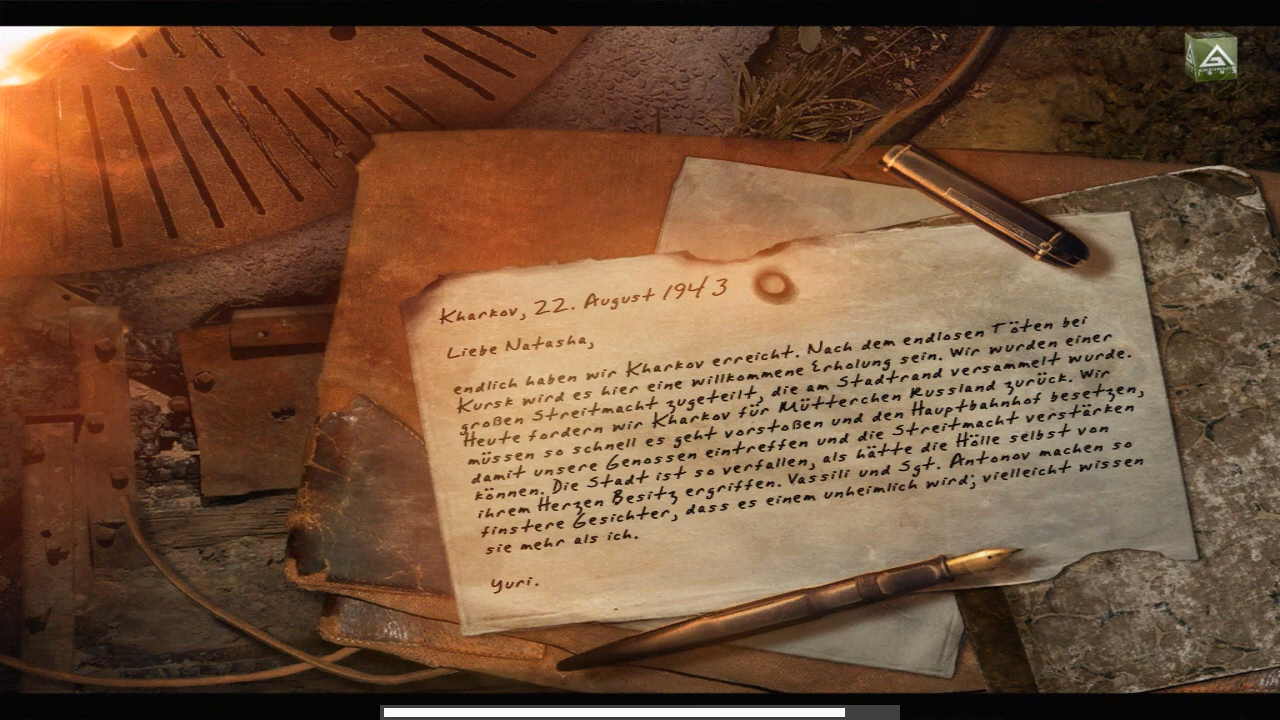 Kharkov, 22. August 1943
Liebe Natasha,
endlich haben wir Kharkov erreicht. Nach dem endlosen Töten bei
Kursk wird es hier eine willkommene Erholung sein. Wir wurden einer
großen Streitmacht zugeteilt, die am Stadtrand versammelt wurde.
Heute fordern wir Kharkov für Mütterchen Russland zurück. Wir
müssen so schnell es geht vorstoßen und den Hauptbahnhof besetzen,
damit unsere Genossen eintreffen und die Streitmacht verstärken
können. Die Stadt ist so verfallen, als hätte die Hölle selbst von
ihrem Herzen Besitz ergriffen. Vassili und Sgt. Antonov machen so
finstere Gesichter, dass es einem unheimlich wird; vielleicht wissen
sie mehr als ich.
Yuri.